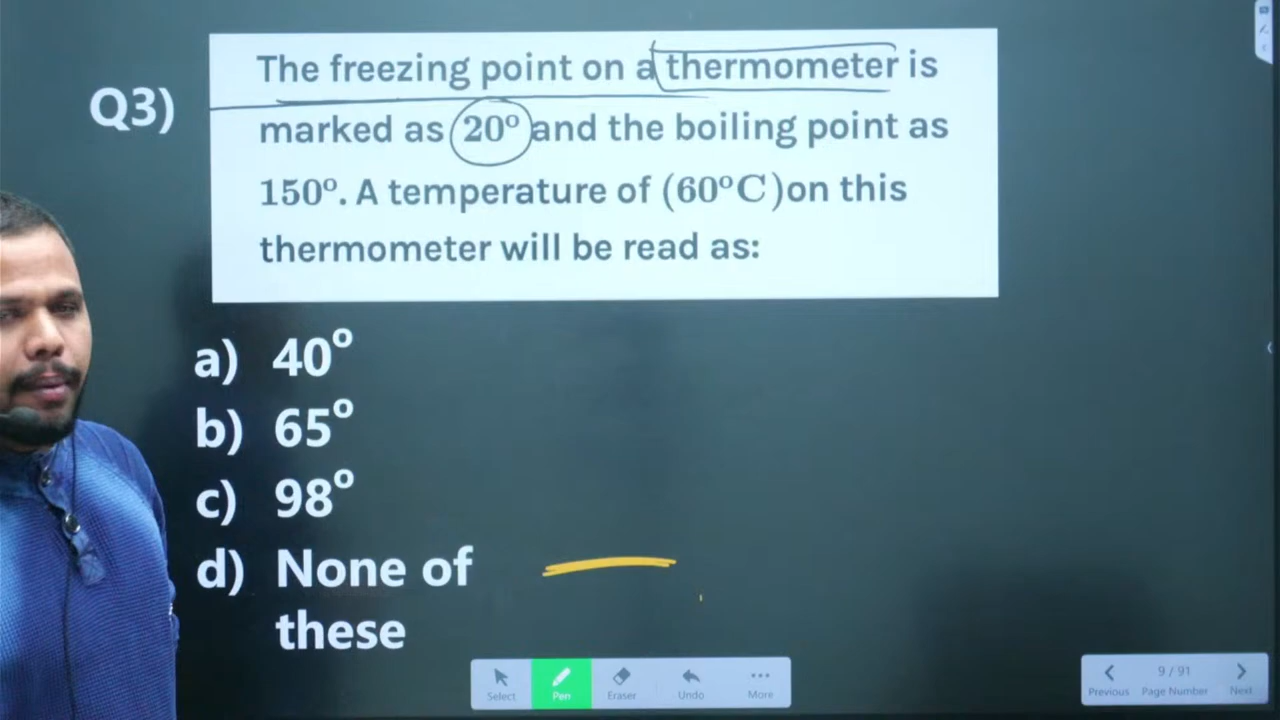 Q3)
The freezing point on a thermometer is
marked as 20° and the boiling point as
150°. A temperature of (60°C)on this
thermometer will be read as:
a) 40°
b) 65°
c) 98°
d) None of
these
Select
Pen
Eraser
Undo
More
Previous
9 / 91
Page Number
Next